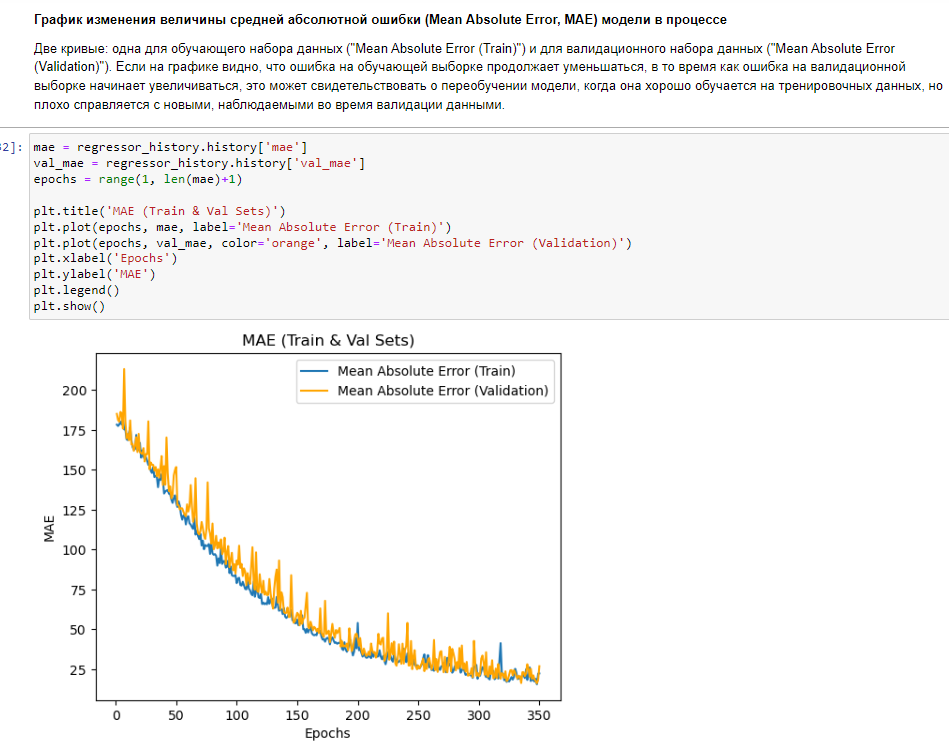 График изменения величины средней абсолютной ошибки (Mean Absolute Error, MAE) модели в процессе
Две кривые: одна для обучающего набора данных ("Mean Absolute Error (Train)") и для валидационного набора данных ("Mean Absolute Error
(Validation)"). Если на графике видно, что ошибка на обучающей выборке продолжает уменьшаться, в то время как ошибка на валидационной
выборке начинает увеличиваться, это может свидетельствовать о переобучении модели, когда она хорошо обучается на тренировочных данных, но
плохо справляется с новыми, наблюдаемыми во время валидации данными.
32]:
mae = regressor_history.history['mae']
val_mae = regressor_history.history['val_mae']
epochs = range(1, len(mae)+1)
plt.title('MAE (Train & Val Sets)')
plt.plot(epochs, mae, label='Mean Absolute Error (Train)')
plt.plot(epochs, val_mae, color='orange', label='Mean Absolute Error (Validation)')
plt.xlabel('Epochs')
plt.ylabel('MAE')
plt.legend()
plt.show()
MAE (Train & Val Sets)
Mean Absolute Error (Train)
Mean Absolute Error (Validation)
200
175
150
125
100
75
50
25
MAE
0 50 100 150 200 250 300 350
Epochs